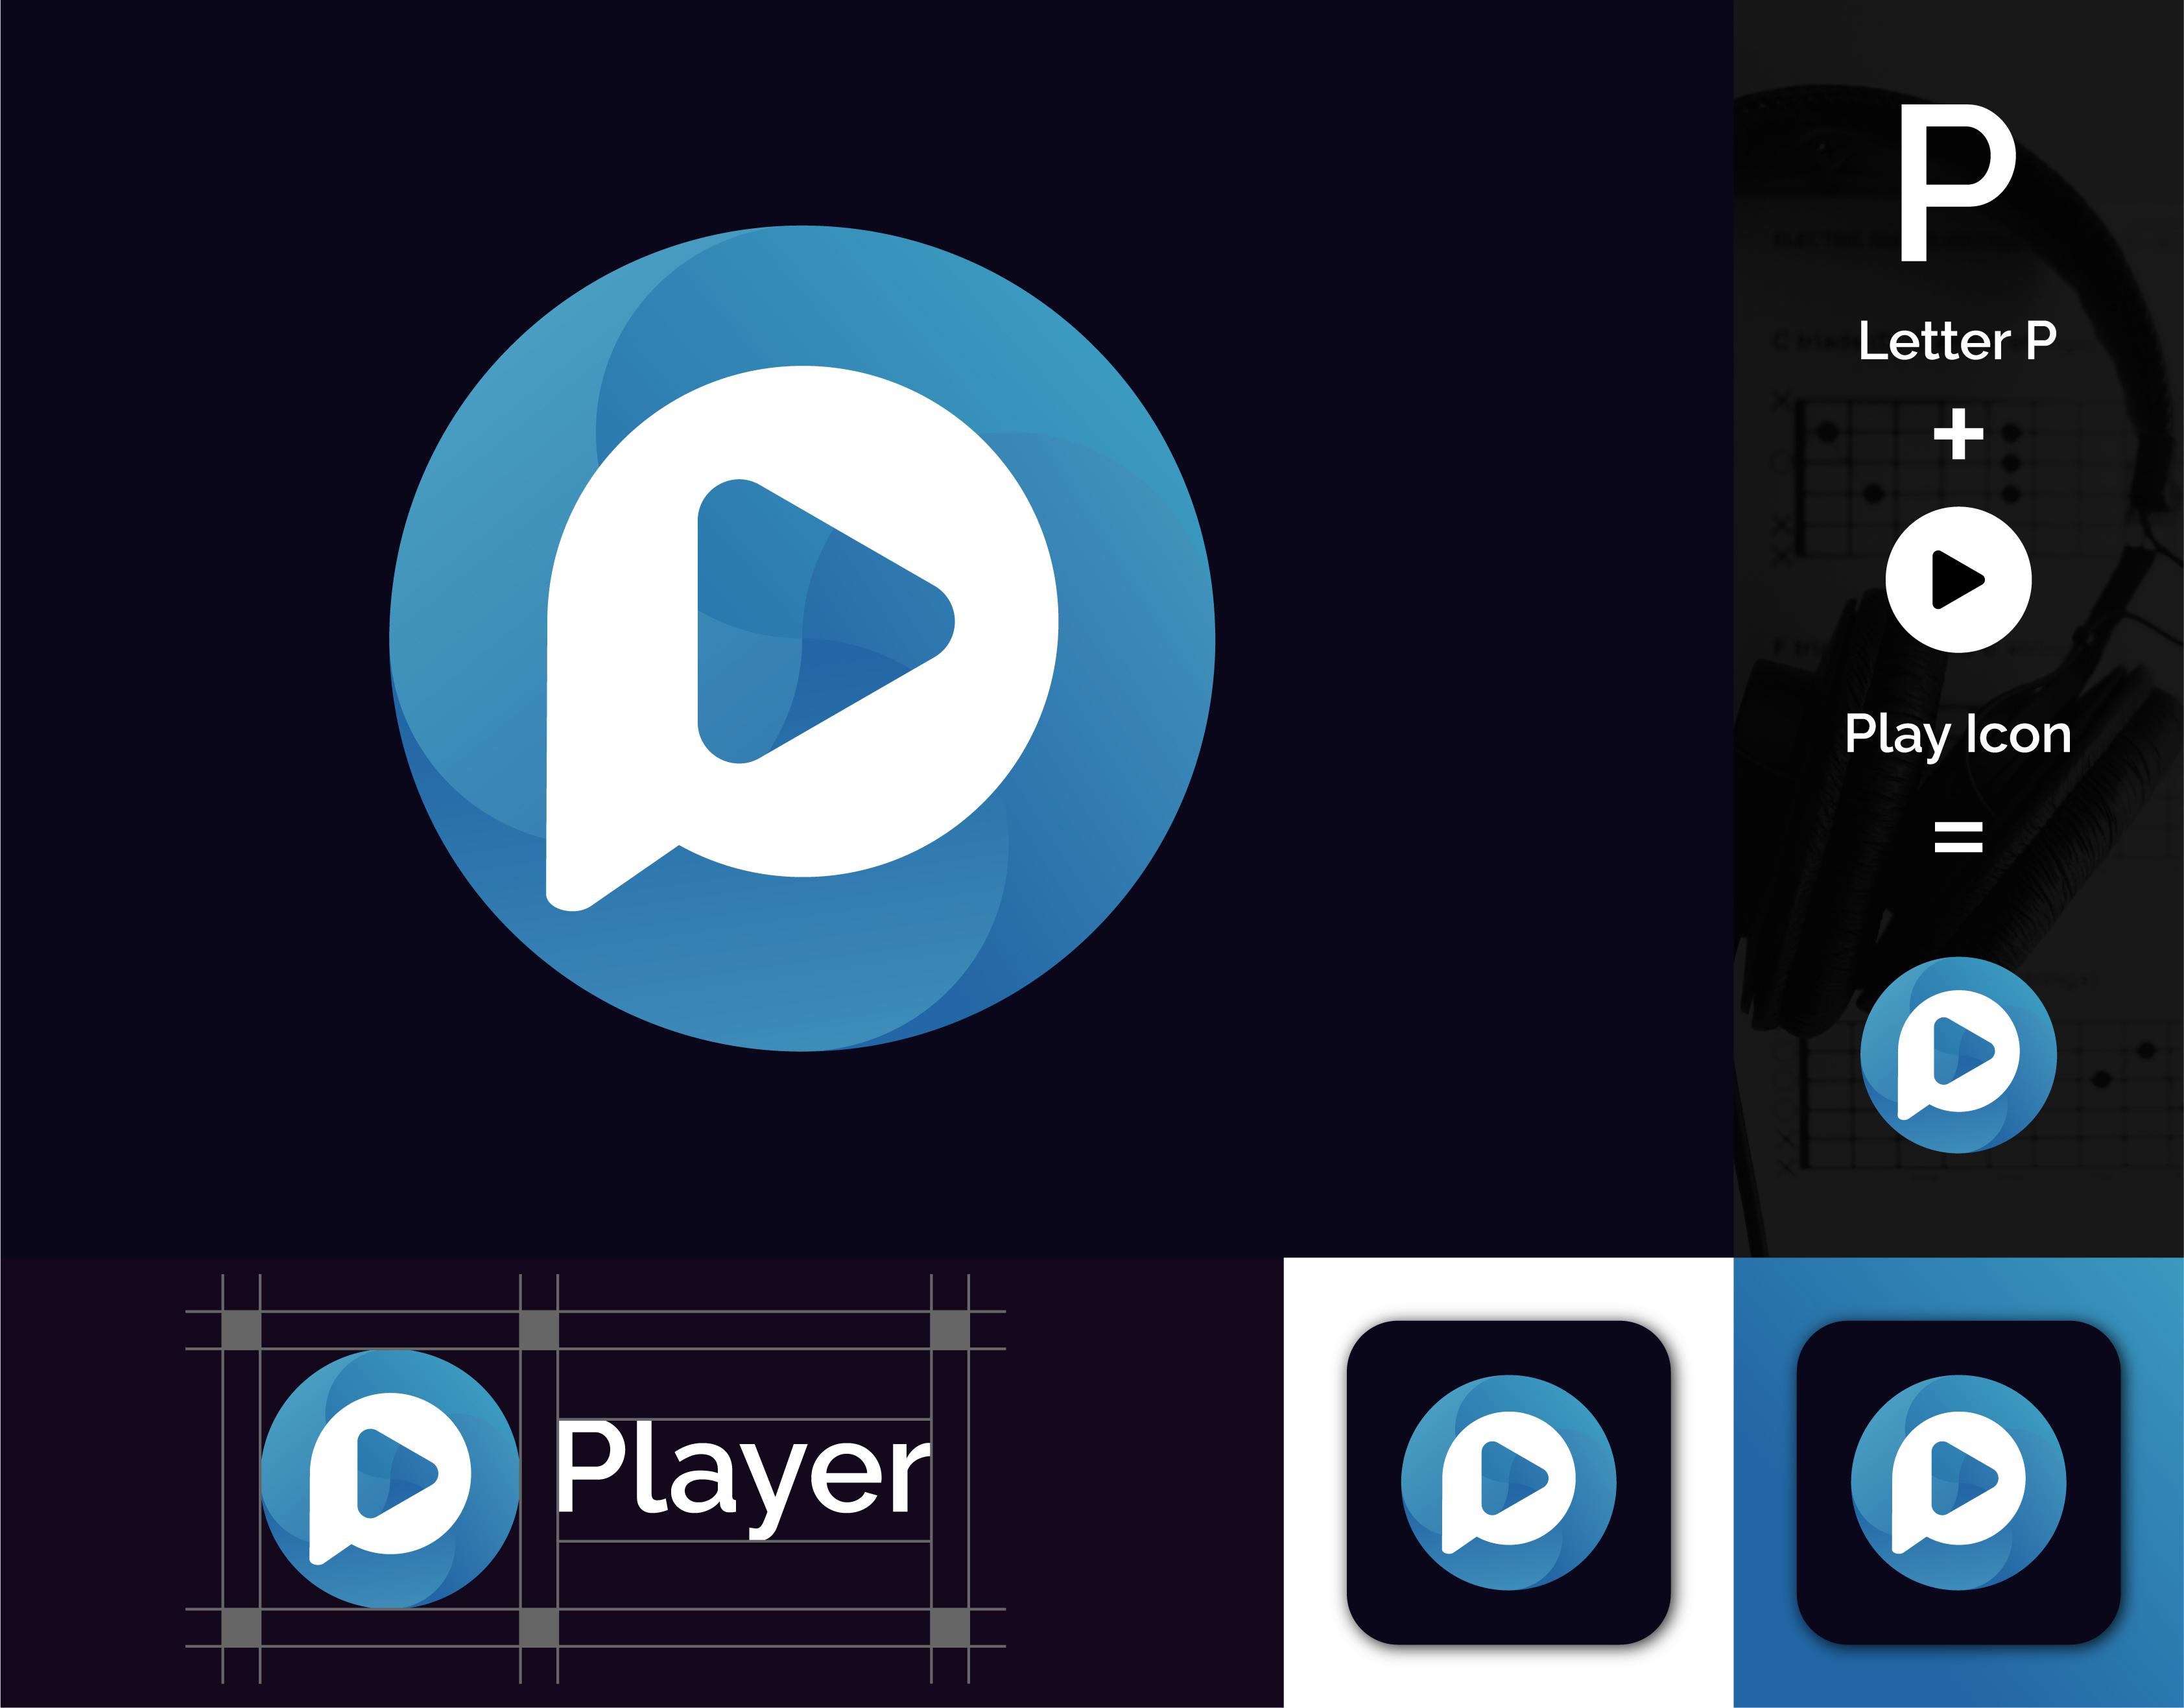 P
Letter P
+
Play Icon
=
Player